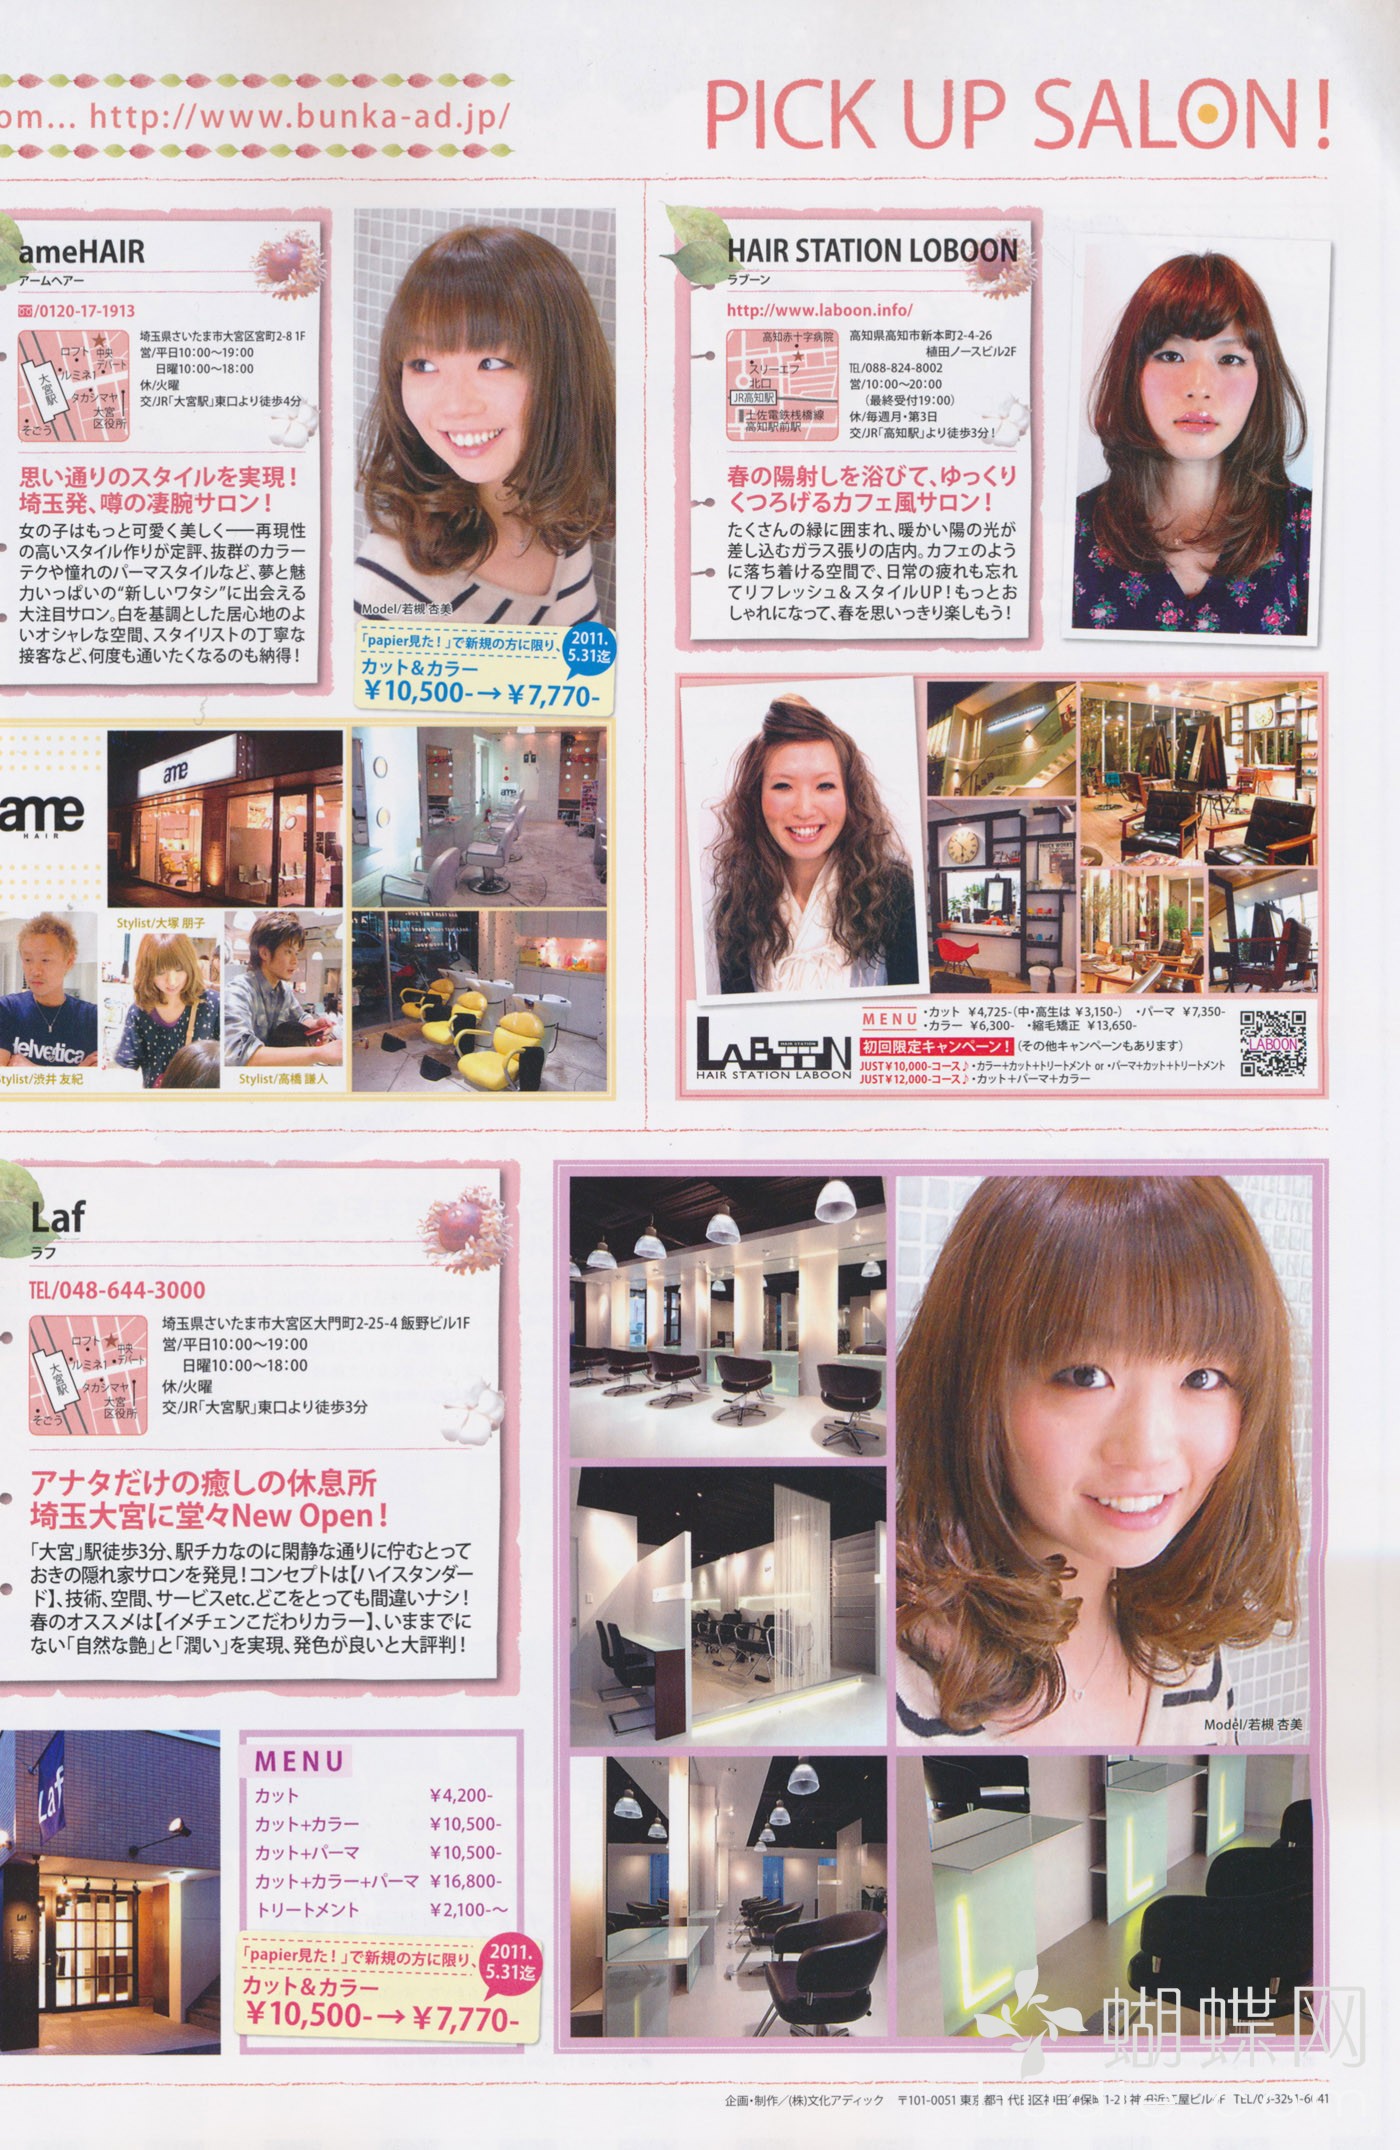 om... http://www.bunka-ad.jp/
PICK UP SALON!
ameHAIR
アームヘアー
/0120-17-1913
ロフト
中央
デパート
ルミネ1
大宮駅
タカシマヤ
大宮
区役所
そごう
埼玉県さいたま市大宮区宮町2-8 1F
営/平日10:00〜19:00
日曜10:00〜18:00
休/火曜
交/JR「大宮駅」東口より徒歩4分
思い通りのスタイルを実現!
埼玉発、噂の凄腕サロン!
女の子はもっと可愛く美しく――再現性
の高いスタイル作りが定評、抜群のカラー
テクや憧れのパーマスタイルなど、夢と魅
力いっぱいの“新しいワタシ”に出会える
大注目サロン。白を基調とした居心地のよ
いオシャレな空間、スタイリストの丁寧な
接客など、何度も通いたくなるのも納得!
Model/若槻 杏美
「papier見た!」で新規の方に限り、
2011.
5.31迄
カット&カラー
¥10,500-→¥7,770-
ame
HAIR
ame
ame
Stylist/大塚 朋子
Helvetica
Stylist/渋井 友紀
Stylist/高橋 謙人
HAIR STATION LOBOON
ラブーン
http://www.laboon.info/
高知赤十字病院
スリーエフ
北口
JR高知駅
土佐電鉄桟橋線
高知駅前駅
高知県高知市新本町2-4-26
植田ノースビル2F
TEL/088-824-8002
営/10:00〜20:00
(最終受付19:00)
休/毎週月・第3日
交/JR「高知駅」より徒歩3分!
春の陽射しを浴びて、ゆっくり
くつろげるカフェ風サロン!
たくさんの緑に囲まれ、暖かい陽の光が
差し込むガラス張りの店内。カフェのよう
に落ち着ける空間で、日常の疲れも忘れ
てリフレッシュ&スタイルUP!もっとお
しゃれになって、春を思いっきり楽しもう!
LABOON
HAIR STATION
HAIR STATION LABOON
MENU
・カット ¥4,725-(中・高生は ¥3,150-) ・パーマ ¥7,350-
・カラー ¥6,300- ・縮毛矯正 ¥13,650-
初回限定キャンペーン!(その他キャンペーンもあります)
JUST¥10,000-コース♪・カラー+カット+トリートメント or ・パーマ+カット+トリートメント
JUST¥12,000-コース♪・カット+パーマ+カラー
LABOON
Laf
ラフ
TEL/048-644-3000
ロフト
中央
デパート
ルミネ1
大宮駅
タカシマヤ
大宮
区役所
そごう
埼玉県さいたま市大宮区大門町2-25-4 飯野ビル1F
営/平日10:00〜19:00
日曜10:00〜18:00
休/火曜
交/JR「大宮駅」東口より徒歩3分
アナタだけの癒しの休息所
埼玉大宮に堂々New Open!
「大宮」駅徒歩3分、駅チカなのに閑静な通りに佇むとって
おきの隠れ家サロンを発見!コンセプトは【ハイスタンダー
ド】、技術、空間、サービスetc.どこをとっても間違いナシ!
春のオススメは【イメチェンこだわりカラー】、いままでに
ない「自然な艶」と「潤い」を実現、発色が良いと大評判!
Laf
Laf
MENU
カット ¥4,200-
カット+カラー ¥10,500-
カット+パーマ ¥10,500-
カット+カラー+パーマ ¥16,800-
トリートメント ¥2,100-〜
「papier見た!」で新規の方に限り、
2011.
5.31迄
カット&カラー
¥10,500-→¥7,770-
Model/若槻 杏美
L
L
L
蝴蝶网
企画・制作/(株)文化アディック 〒101-0051 東京都千代田区神田神保町